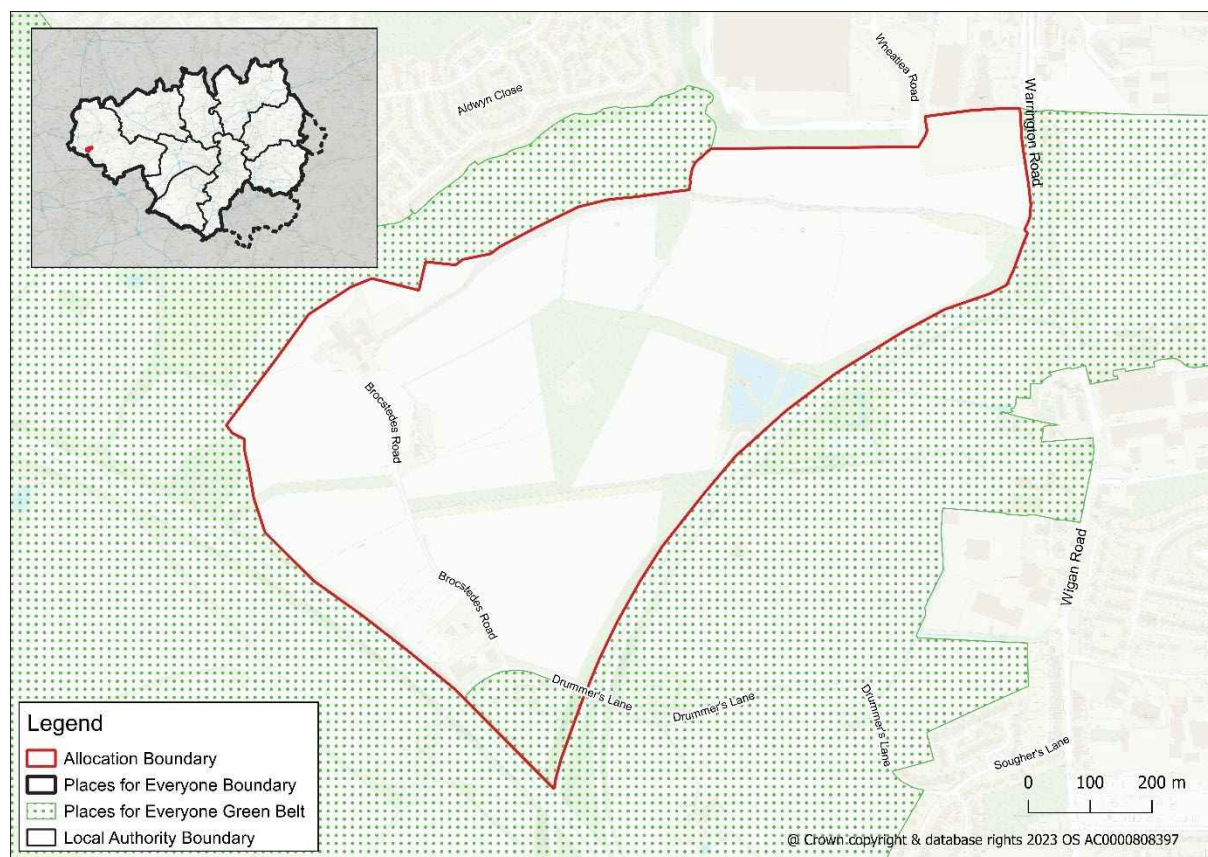 Aldwyn Close
Wheatlea Road
Warrington Road
Brocstedes Road
Brocstedes Road
Drummer's Lane
Drummer's Lane
Drummer's Lane
Wigan Road
Sougher's Lane
Legend
Allocation Boundary
Places for Everyone Boundary
Places for Everyone Green Belt
Local Authority Boundary
0 100 200 m
@ Crown copyright & database rights 2023 OS AC0000808397